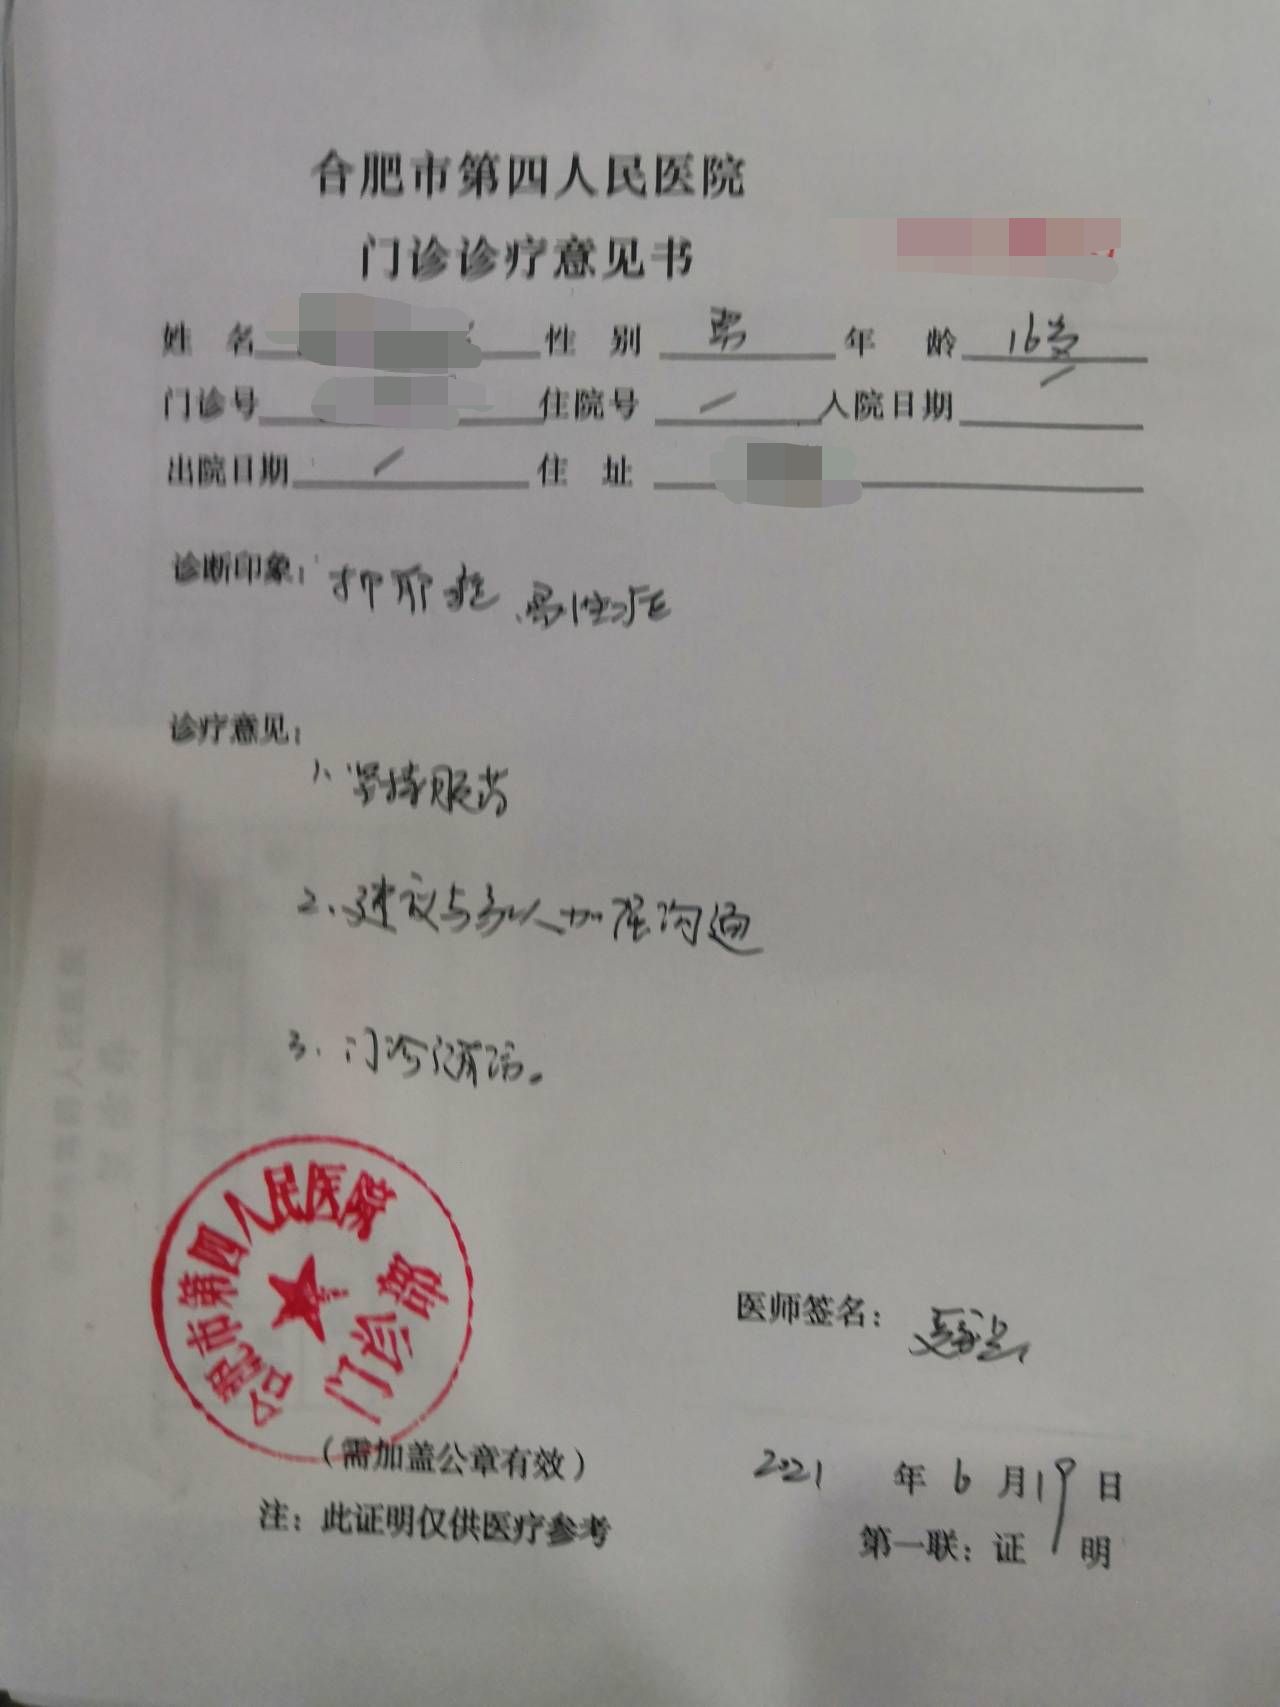 合肥市第四人民医院
门诊诊疗意见书
姓 名 性 别 男 年 龄 16岁
门诊号 住院号 / 入院日期 /
出院日期 / 住 址
诊断印象: 抑郁症、易性症
诊疗意见:
1、坚持服药
2、建议与家人加强沟通
3. 门诊随访。
合肥市第四人民医院
门诊部
医师签名:
(需加盖公章有效)
2021 年 6 月 19 日
注: 此证明仅供医疗参考
第一联: 证 明